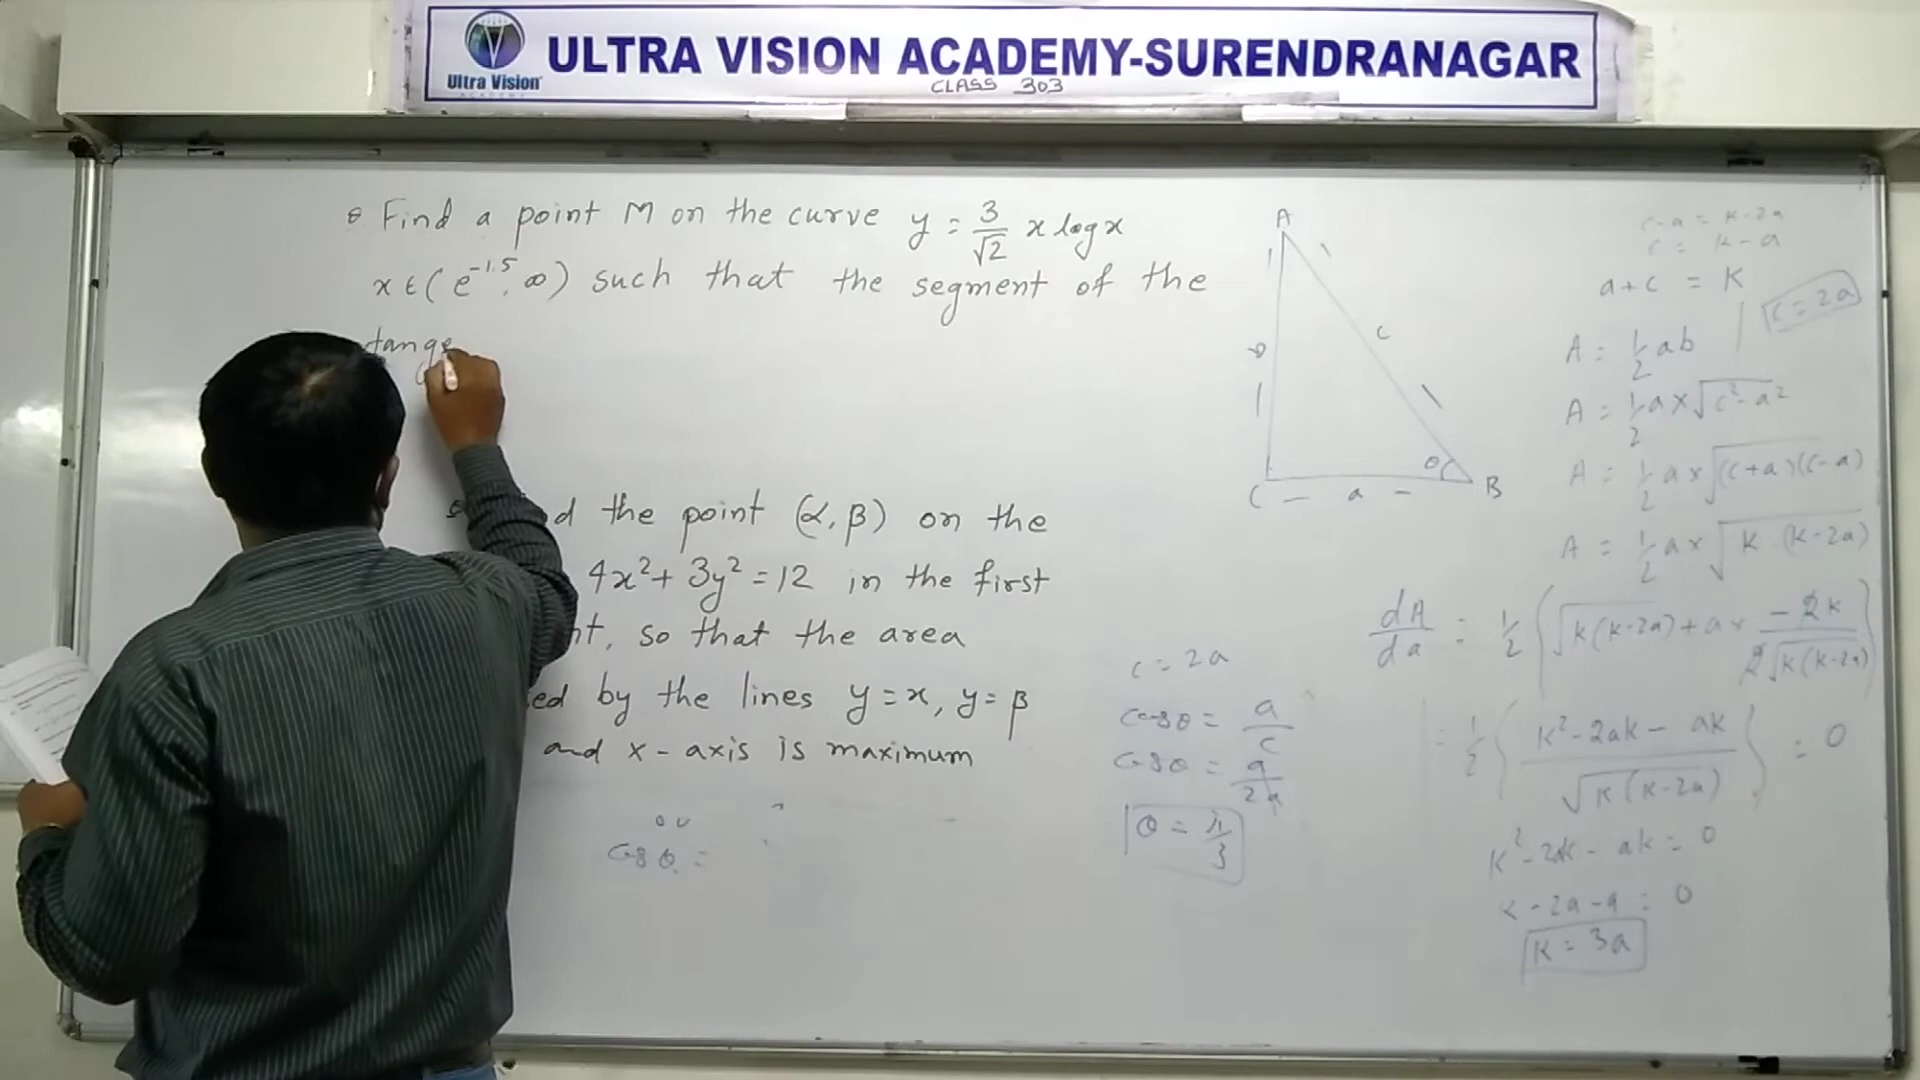 ULTRA VISION ACADEMY-SURENDRANAGAR
Ultra Vision
ACADEMY
CLASS 303
Find a point M on the curve y = 3/√2 x log x
x ∈ (e^-1.5, ∞) such that the segment of the
tange
the point (α, β) on the
4x² + 3y² = 12 in the first
so that the area
by the lines y = x, y = β
and x-axis is maximum
cos θ =
A
C
B
a
c
θ
c = 2a
cos θ = a/c
cos θ = a/2a
θ = π/3
c - a = k - 2a
c = k - a
a + c = K
c = 2a
A = 1/2 ab
A = 1/2 a × √c² - a²
A = 1/2 a × √(c+a)(c-a)
A = 1/2 a × √K (K-2a)
dA/da = 1/2 { √K(K-2a) + a × -2K / 2√K(K-2a) }
= 1/2 { K² - 2ak - ak / √K(K-2a) } = 0
K² - 2ak - ak = 0
K - 2a - a = 0
K = 3a